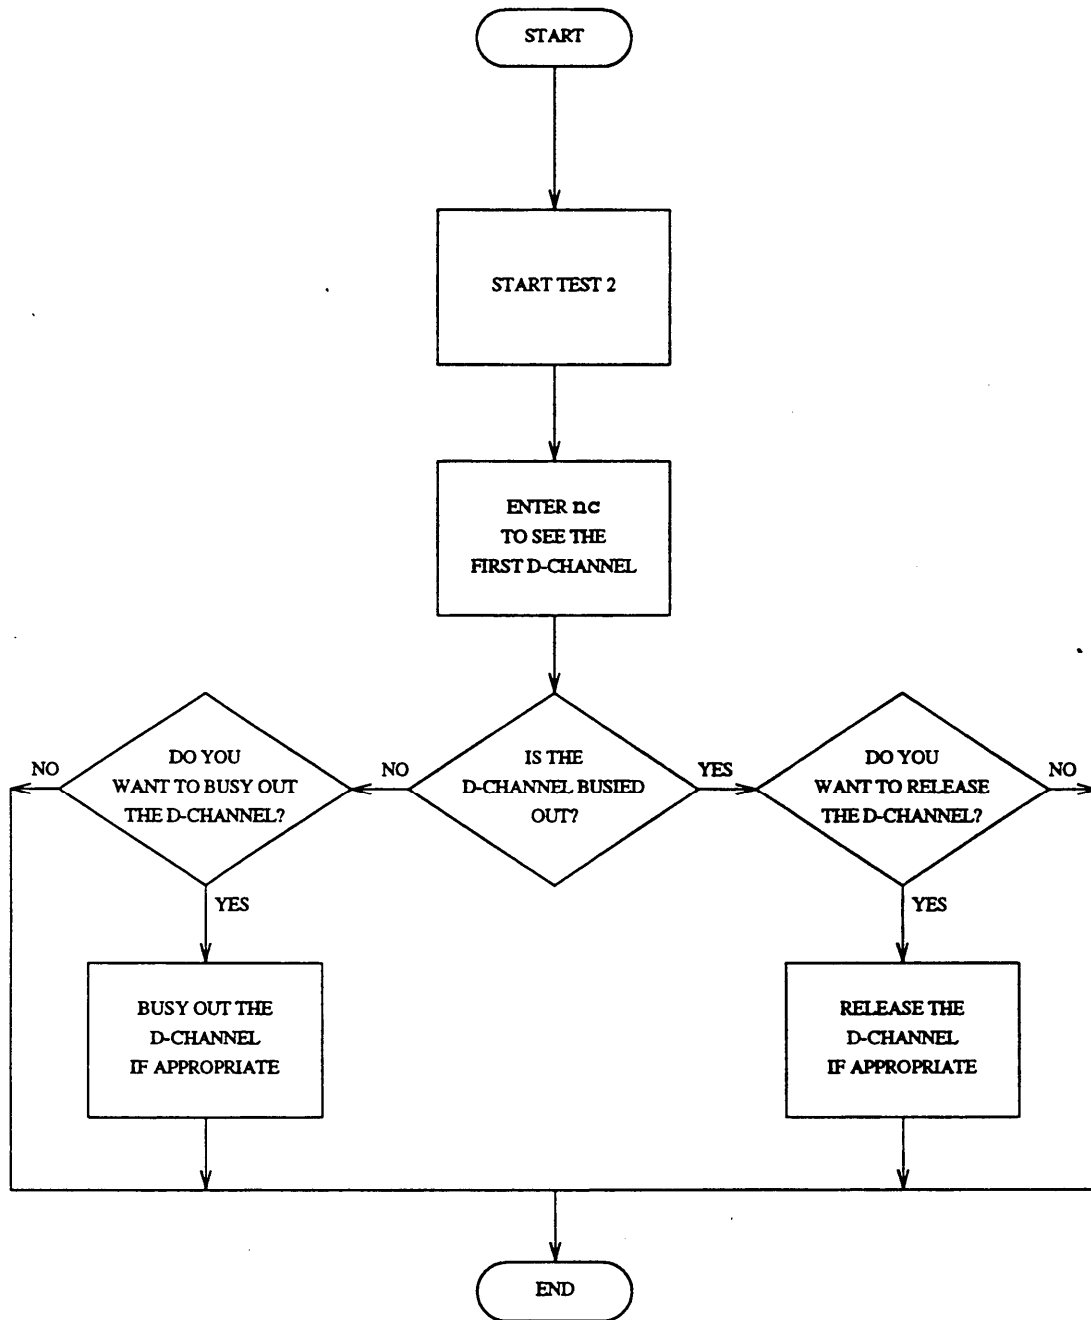 START
START TEST 2
ENTER nc
TO SEE THE
FIRST D-CHANNEL
IS THE
D-CHANNEL BUSIED
OUT?
NO
YES
DO YOU
WANT TO BUSY OUT
THE D-CHANNEL?
NO
YES
BUSY OUT THE
D-CHANNEL
IF APPROPRIATE
DO YOU
WANT TO RELEASE
THE D-CHANNEL?
NO
YES
RELEASE THE
D-CHANNEL
IF APPROPRIATE
END